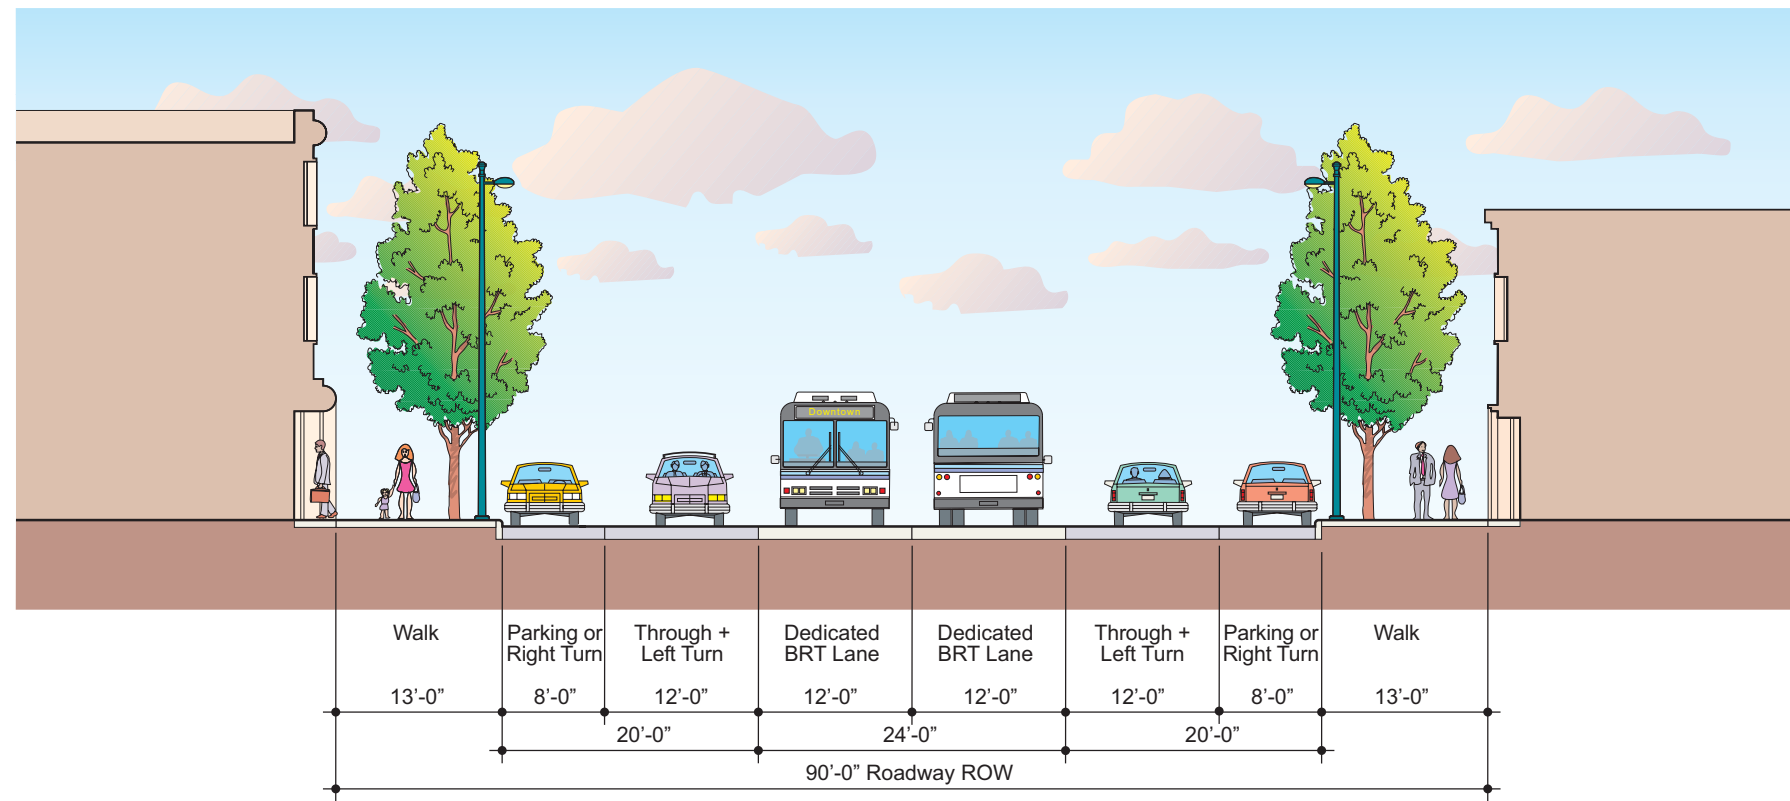 Downtown
Walk
Parking or
Right Turn
Through +
Left Turn
Dedicated
BRT Lane
Dedicated
BRT Lane
Through +
Left Turn
Parking or
Right Turn
Walk
13’-0”
8’-0”
12’-0”
12’-0”
12’-0”
12’-0”
8’-0”
13’-0”
20’-0”
24’-0”
20’-0”
90’-0” Roadway ROW